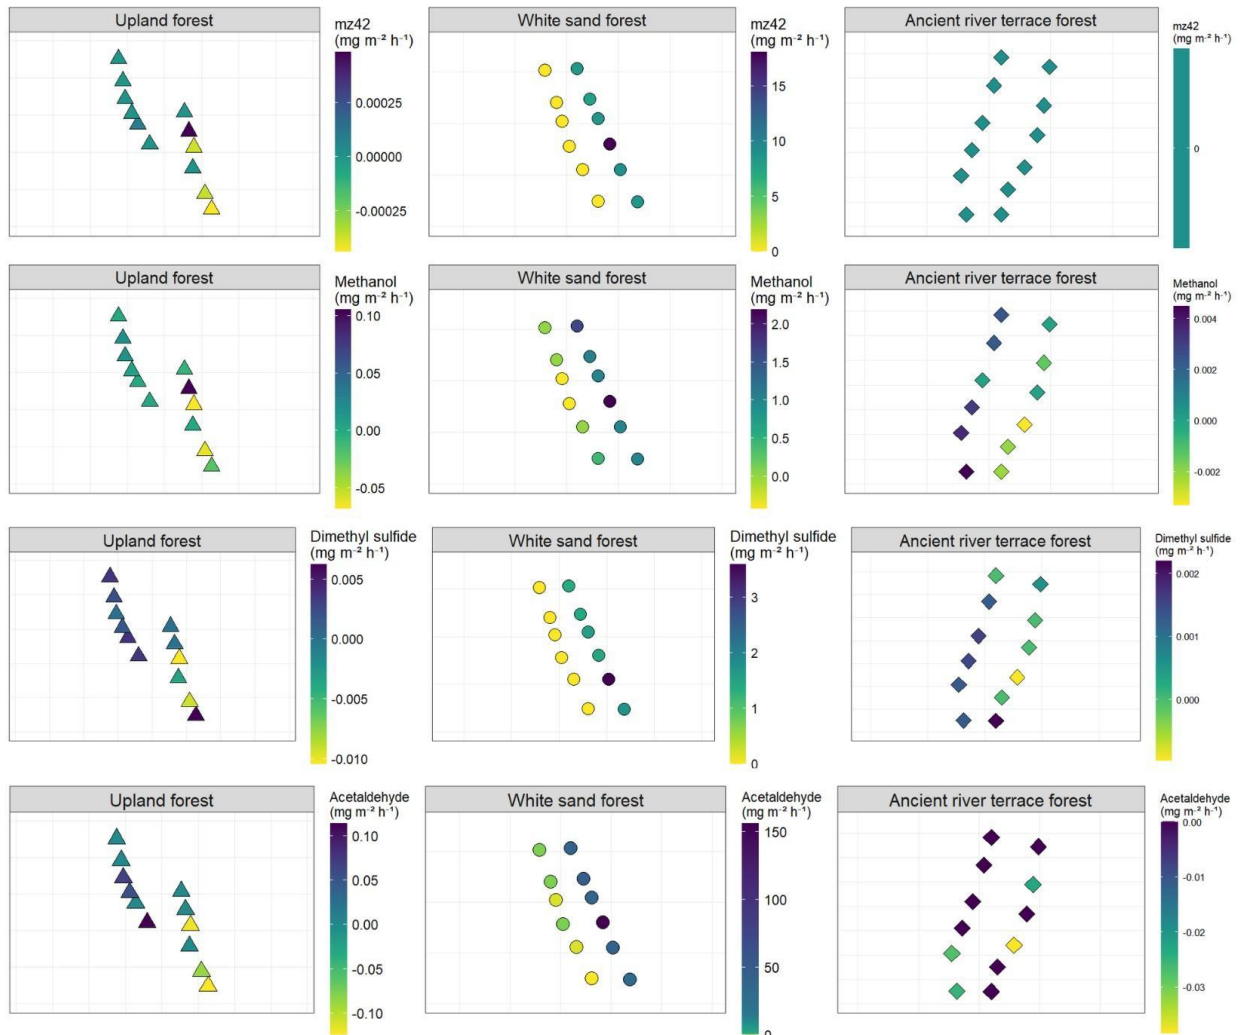 Upland forest
mz42
(mg m⁻² h⁻¹)
0.00025
0.00000
-0.00025
White sand forest
mz42
(mg m⁻² h⁻¹)
15
10
5
0
Ancient river terrace forest
mz42
(mg m⁻² h⁻¹)
0
Upland forest
Methanol
(mg m⁻² h⁻¹)
0.10
0.05
0.00
-0.05
White sand forest
Methanol
(mg m⁻² h⁻¹)
2.0
1.5
1.0
0.5
0.0
Ancient river terrace forest
Methanol
(mg m⁻² h⁻¹)
0.004
0.002
0.000
-0.002
Upland forest
Dimethyl sulfide
(mg m⁻² h⁻¹)
0.005
0.000
-0.005
-0.010
White sand forest
Dimethyl sulfide
(mg m⁻² h⁻¹)
3
2
1
0
Ancient river terrace forest
Dimethyl sulfide
(mg m⁻² h⁻¹)
0.002
0.001
0.000
Upland forest
Acetaldehyde
(mg m⁻² h⁻¹)
0.10
0.05
0.00
-0.05
-0.10
White sand forest
Acetaldehyde
(mg m⁻² h⁻¹)
150
100
50
0
Ancient river terrace forest
Acetaldehyde
(mg m⁻² h⁻¹)
0.00
-0.01
-0.02
-0.03